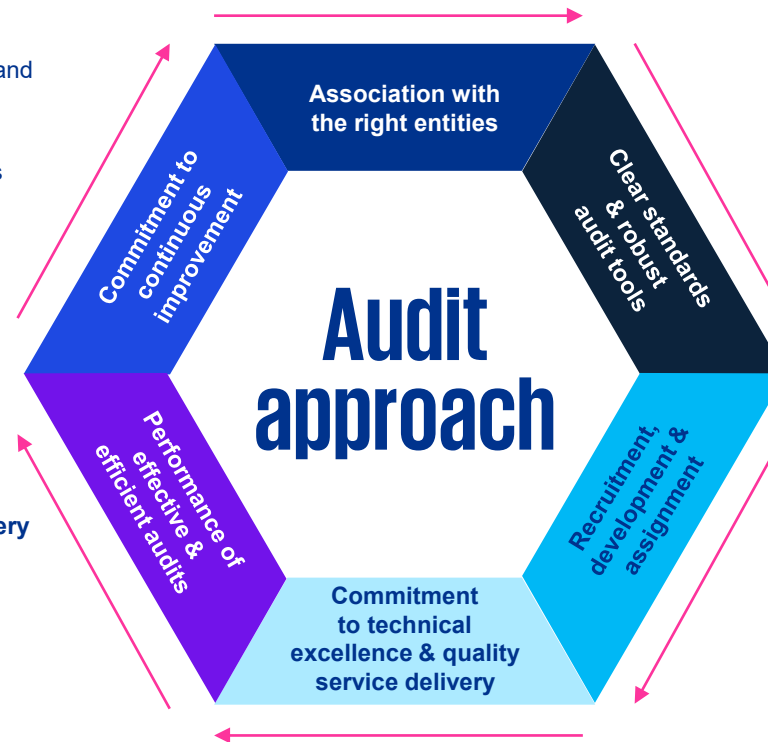 and
s
ery
Association with
the right entities
Clear standards
& robust
audit tools
Recruitment,
development &
assignment
Commitment
to technical
excellence & quality
service delivery
Performance of
effective &
efficient audits
Commitment to
continuous
improvement
Audit
approach